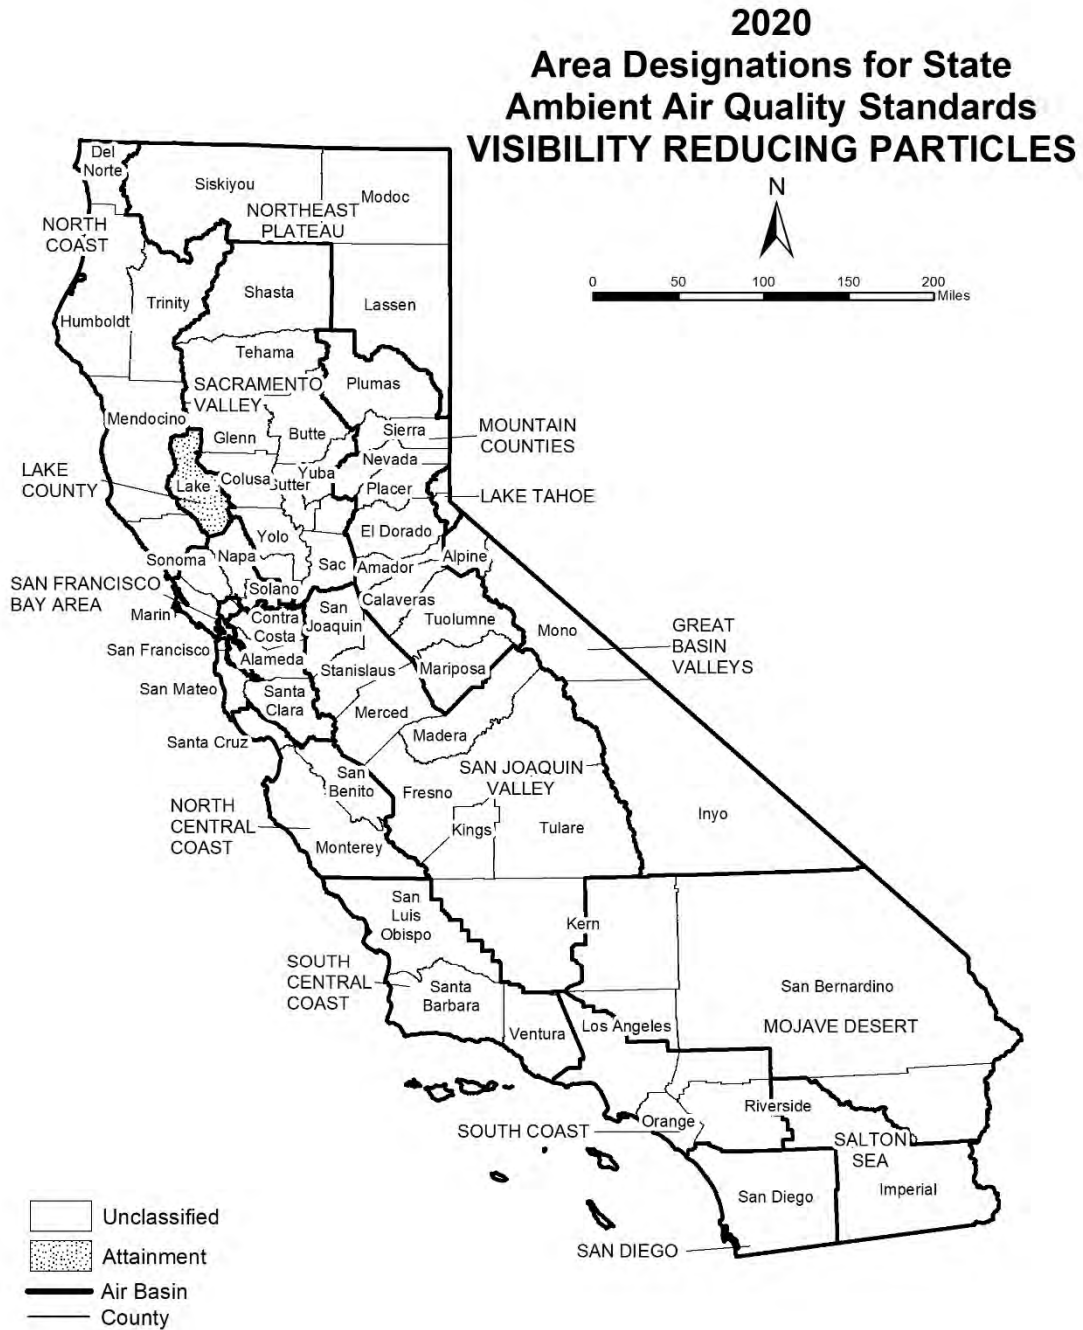 2020
Area Designations for State
Ambient Air Quality Standards
VISIBILITY REDUCING PARTICLES
N
0 50 100 150 200
Miles
Del
Norte
Siskiyou
Modoc
NORTHEAST
PLATEAU
NORTH
COAST
Trinity
Shasta
Lassen
Humboldt
Tehama
Plumas
SACRAMENTO
VALLEY
Mendocino
Glenn
Butte
Sierra
MOUNTAIN
COUNTIES
LAKE
COUNTY
Lake
Colusa
utter
Yuba
Nevada
Placer
LAKE TAHOE
El Dorado
Yolo
Sonoma
Napa
Sac
Amador
Alpine
SAN FRANCISCO
BAY AREA
Solano
Marin
Contra
Costa
San
Joaquin
Calaveras
Tuolumne
Mono
GREAT
BASIN
VALLEYS
San Francisco
Alameda
Stanislaus
Mariposa
San Mateo
Santa
Clara
Merced
Santa Cruz
Madera
San
Benito
Fresno
SAN JOAQUIN
VALLEY
NORTH
CENTRAL
COAST
Monterey
Kings
Tulare
Inyo
San
Luis
Obispo
Kern
SOUTH
CENTRAL
COAST
Santa
Barbara
Ventura
Los Angeles
San Bernardino
MOJAVE DESERT
Orange
Riverside
SOUTH COAST
SALTON
SEA
San Diego
Imperial
SAN DIEGO
Unclassified
Attainment
Air Basin
County